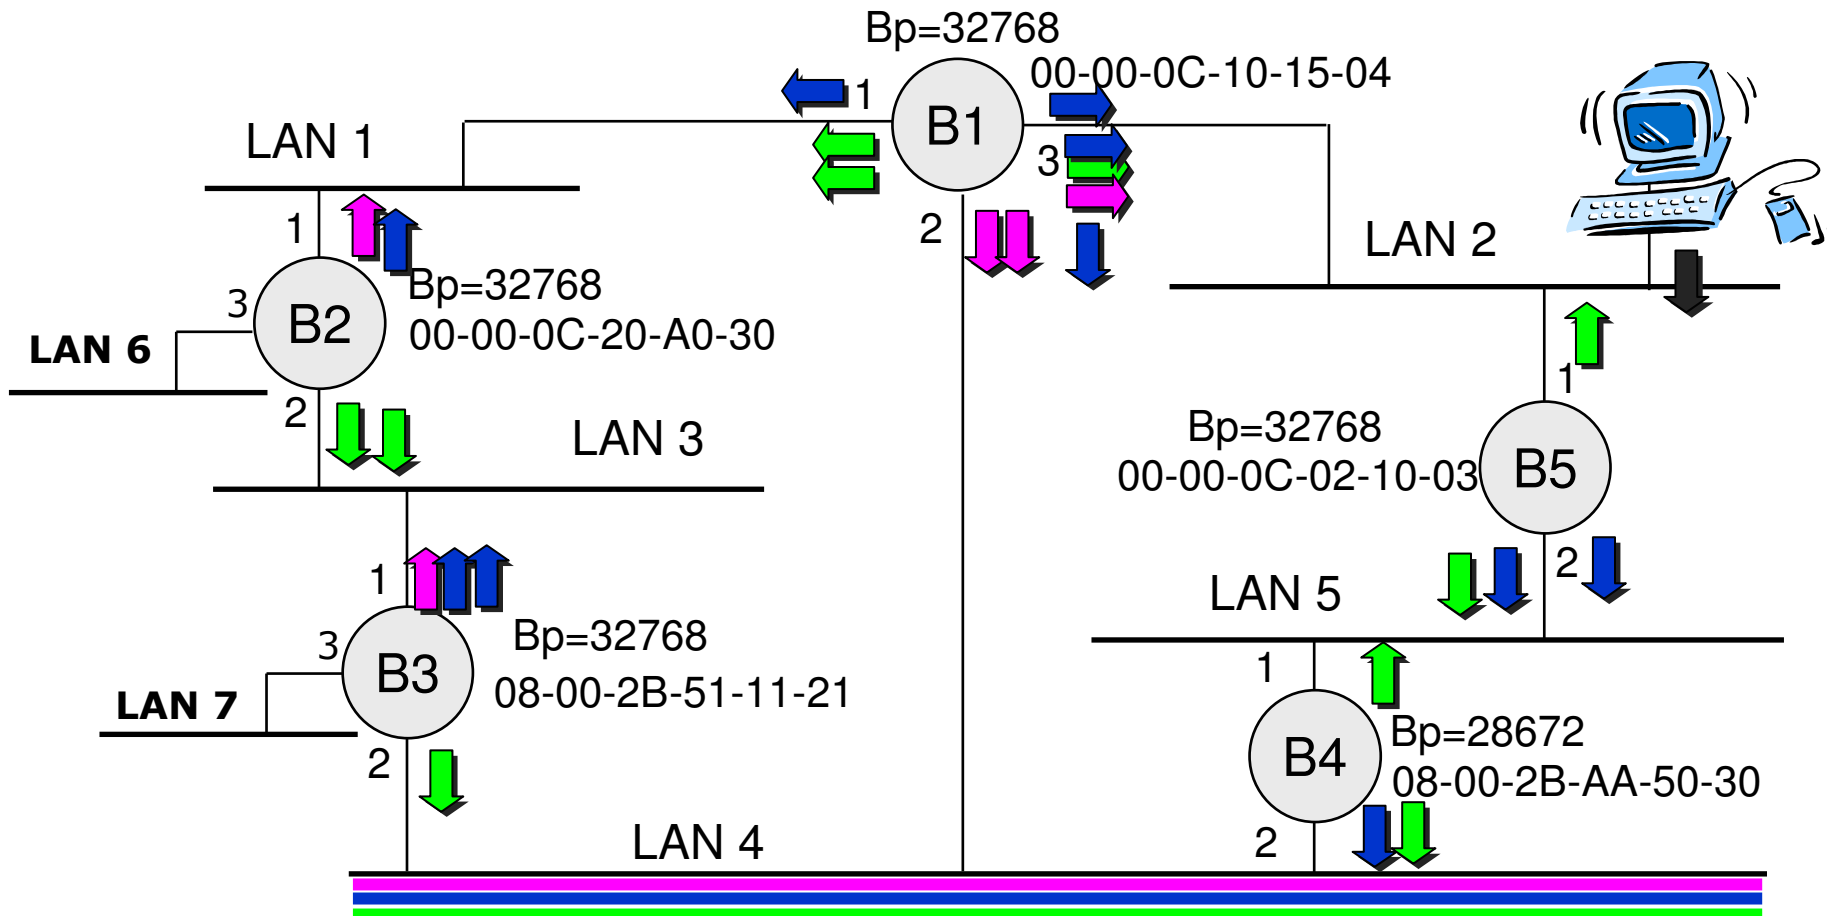 Bp=32768
00-00-0C-10-15-04
1
B1
LAN 1
3
1
2
LAN 2
Bp=32768
3
B2
00-00-0C-20-A0-30
LAN 6
1
2
LAN 3
Bp=32768
00-00-0C-02-10-03
B5
1
2
LAN 5
Bp=32768
3
B3
08-00-2B-51-11-21
1
LAN 7
Bp=28672
B4
08-00-2B-AA-50-30
2
2
LAN 4